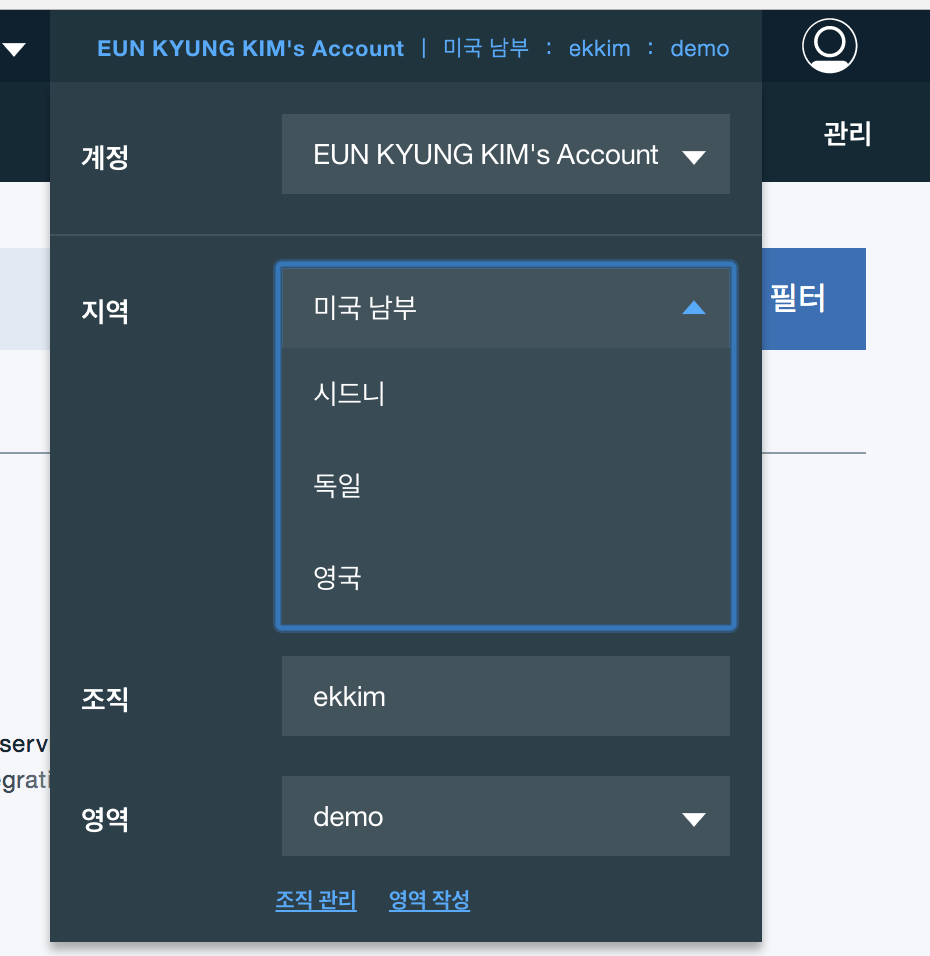 EUN KYUNG KIM's Account | 미국 남부 : ekkim : demo
관리
계정
EUN KYUNG KIM's Account
지역
미국 남부
필터
시드니
독일
영국
조직
ekkim
serv
영역
demo
조직 관리 영역 작성